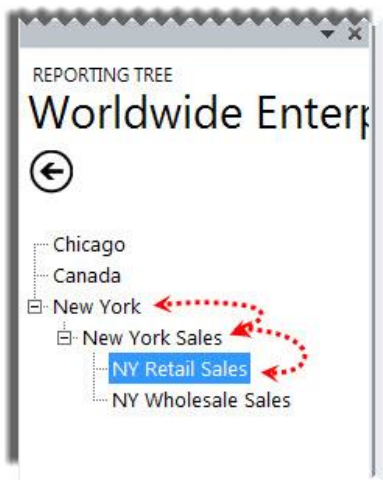 REPORTING TREE
Worldwide Enterp
Chicago
Canada
New York
New York Sales
NY Retail Sales
NY Wholesale Sales